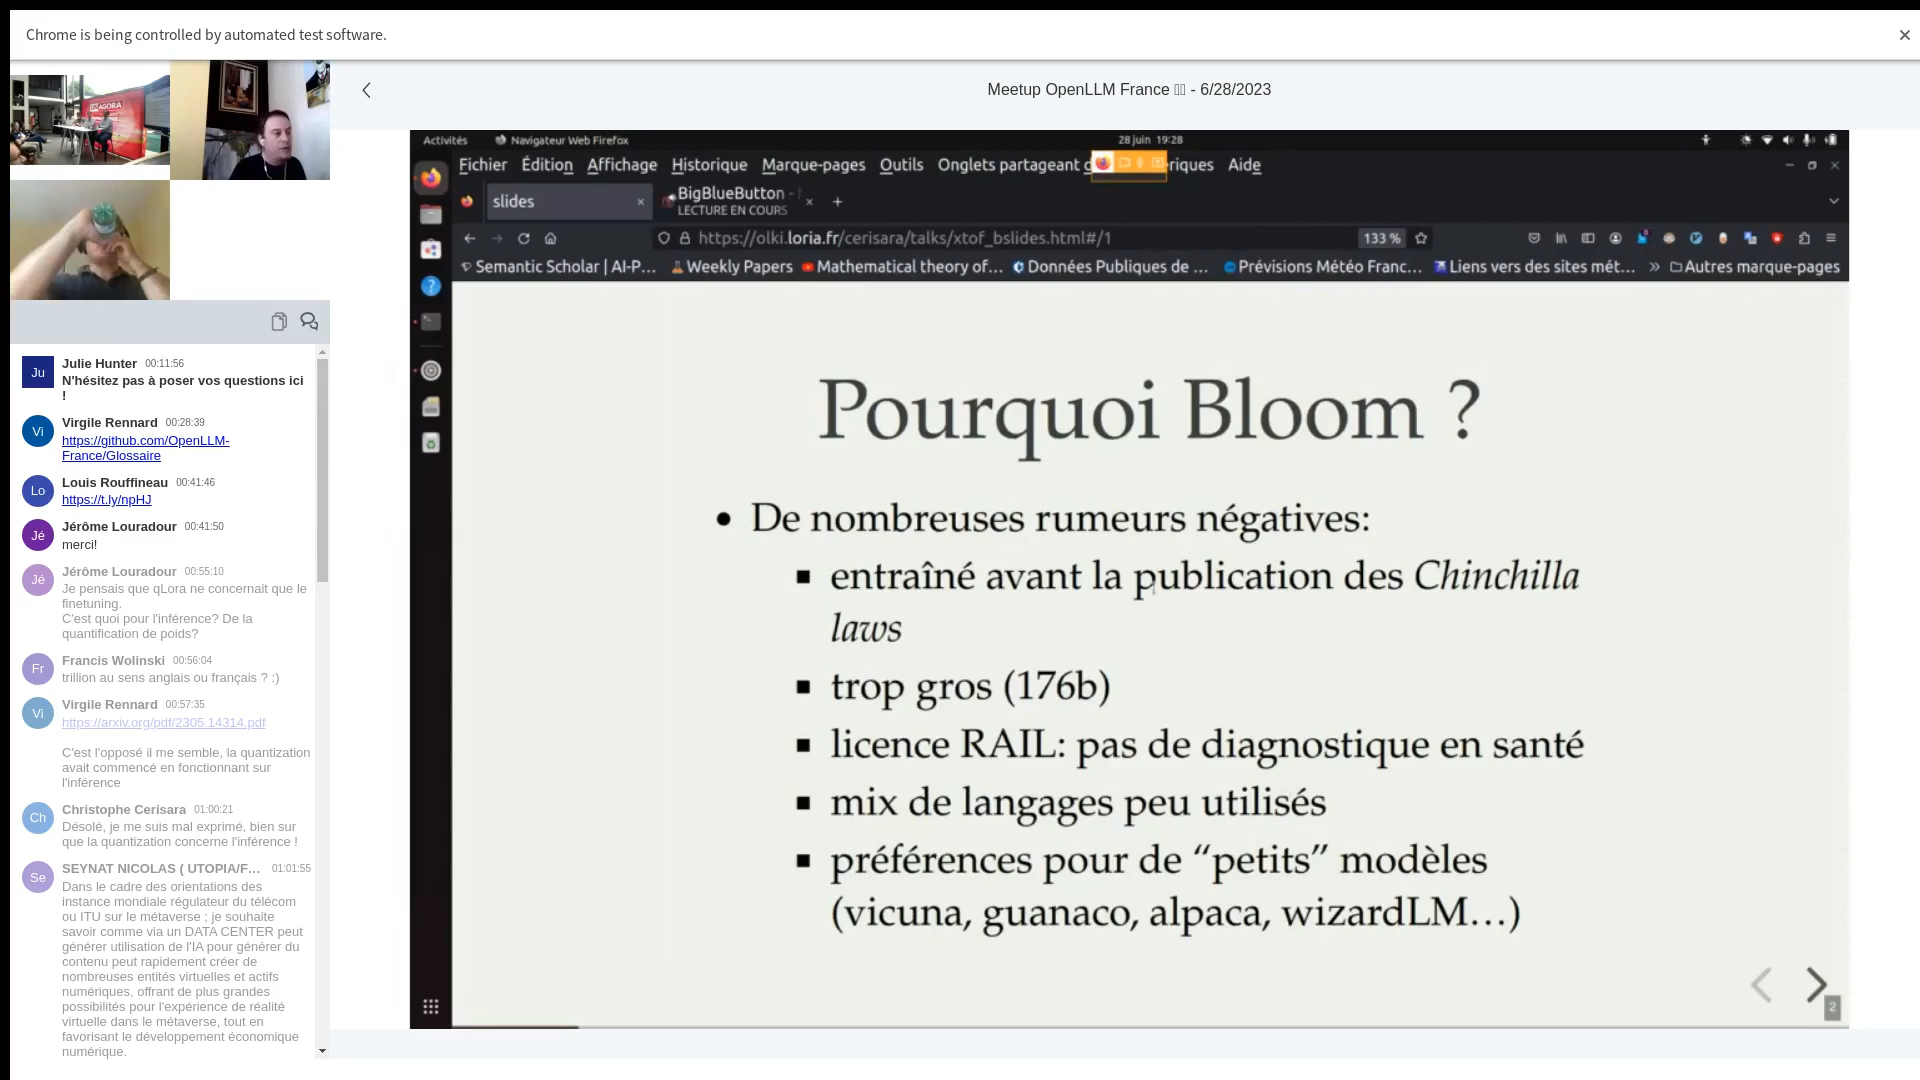 Chrome is being controlled by automated test software.
Meetup OpenLLM France - 6/28/2023
LINAGORA
Julie Hunter 00:11:56
N'hésitez pas à poser vos questions ici
!
Virgile Rennard 00:28:39
https://github.com/OpenLLM-
France/Glossaire
Louis Rouffineau 00:41:46
https://t.ly/npHJ
Jérôme Louradour 00:41:50
merci!
Jérôme Louradour 00:55:10
Je pensais que qLora ne concernait que le
finetuning.
C'est quoi pour l'inférence? De la
quantification de poids?
Francis Wolinski 00:56:04
trillion au sens anglais ou français ? :)
Virgile Rennard 00:57:35
https://arxiv.org/pdf/2305.14314.pdf
C'est l'opposé il me semble, la quantization
avait commencé en fonctionnant sur
l'inférence
Christophe Cerisara 01:00:21
Désolé, je me suis mal exprimé, bien sur
que la quantization concerne l'inférence !
SEYNAT NICOLAS ( UTOPIA/F... 01:01:55
Dans le cadre des orientations des
instance mondiale régulateur du télécom
ou ITU sur le métaverse ; je souhaite
savoir comme via un DATA CENTER peut
générer utilisation de l'IA pour générer du
contenu peut rapidement créer de
nombreuses entités virtuelles et actifs
numériques, offrant de plus grandes
possibilités pour l'expérience de réalité
virtuelle dans le métaverse, tout en
favorisant le développement économique
numérique.
Ju
Vi
Lo
Jé
Jé
Fr
Vi
Ch
Se
Activités Navigateur Web Firefox 28 juin 19:28
Fichier Édition Affichage Historique Marque-pages Outils Onglets partageant d riques Aide
slides
BigBlueButton -
LECTURE EN COURS
https://olki.loria.fr/cerisara/talks/xtof_bslides.html#/1 133 %
Semantic Scholar | AI-P... Weekly Papers Mathematical theory of... Données Publiques de ... Prévisions Météo Franc... Liens vers des sites mét... Autres marque-pages
Pourquoi Bloom ?
De nombreuses rumeurs négatives:
entraîné avant la publication des Chinchilla
laws
trop gros (176b)
licence RAIL: pas de diagnostique en santé
mix de langages peu utilisés
préférences pour de “petits” modèles
(vicuna, guanaco, alpaca, wizardLM...)
2